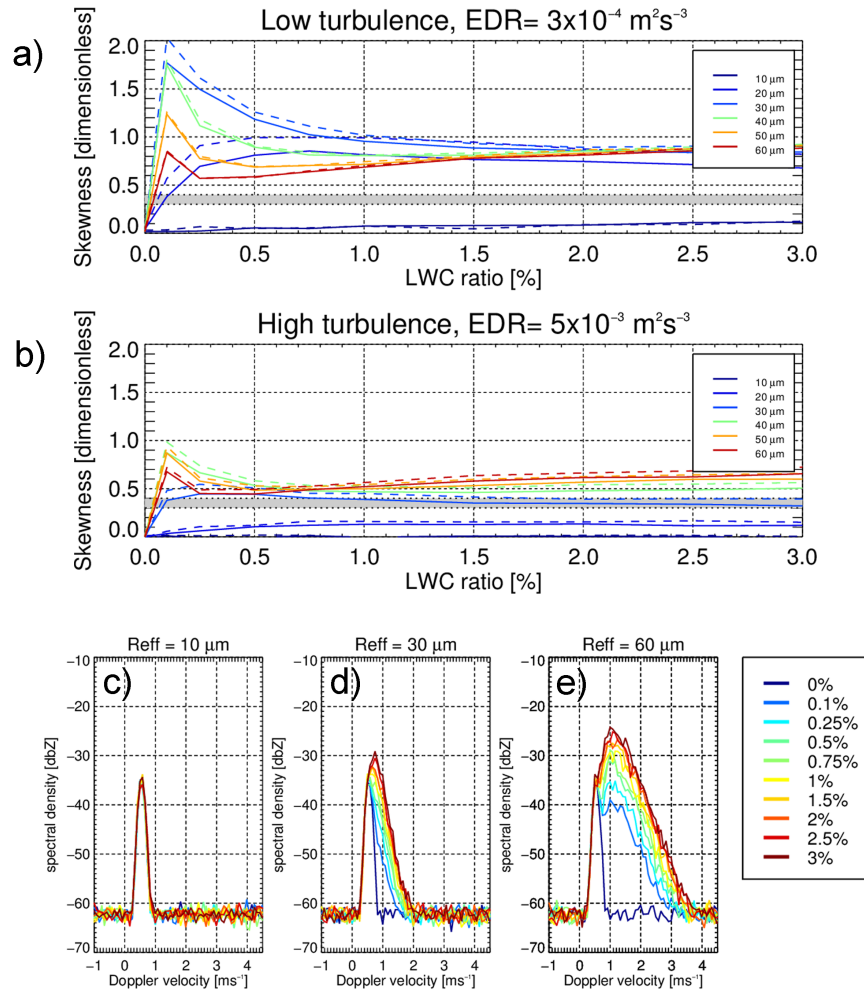 a)
Low turbulence, EDR= 3x10⁻⁴ m²s⁻³
Skewness [dimensionless]
2.0
1.5
1.0
0.5
0.0
10 μm
20 μm
30 μm
40 μm
50 μm
60 μm
0.0 0.5 1.0 1.5 2.0 2.5 3.0
LWC ratio [%]
b)
High turbulence, EDR= 5x10⁻³ m²s⁻³
Skewness [dimensionless]
2.0
1.5
1.0
0.5
0.0
10 μm
20 μm
30 μm
40 μm
50 μm
60 μm
0.0 0.5 1.0 1.5 2.0 2.5 3.0
LWC ratio [%]
Reff = 10 μm
c)
spectral density [dbZ]
−10
−20
−30
−40
−50
−60
−70
−1 0 1 2 3 4
Doppler velocity [ms⁻¹]
Reff = 30 μm
d)
spectral density [dbZ]
−10
−20
−30
−40
−50
−60
−70
−1 0 1 2 3 4
Doppler velocity [ms⁻¹]
Reff = 60 μm
e)
spectral density [dbZ]
−10
−20
−30
−40
−50
−60
−70
−1 0 1 2 3 4
Doppler velocity [ms⁻¹]
0%
0.1%
0.25%
0.5%
0.75%
1%
1.5%
2%
2.5%
3%